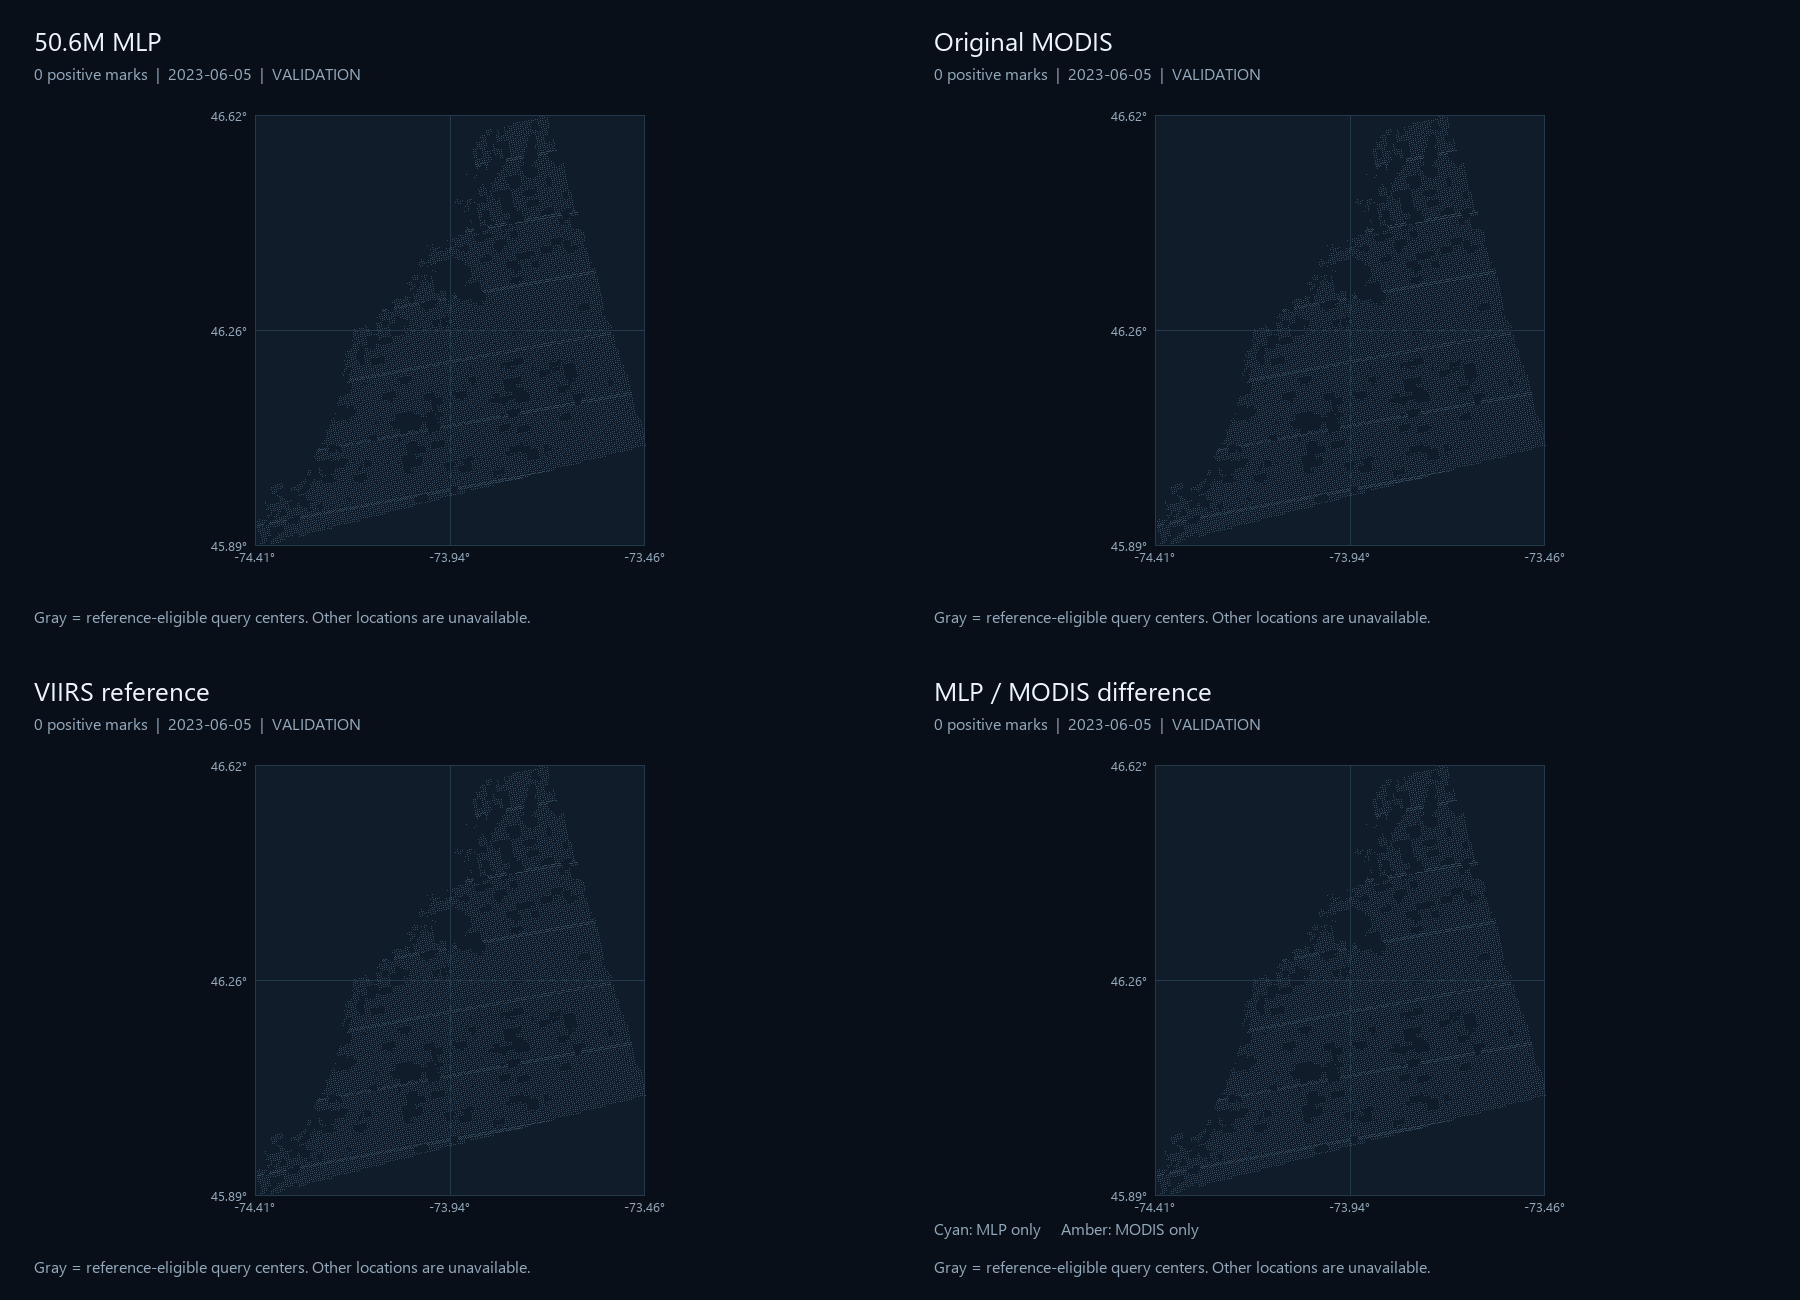 50.6M MLP
0 positive marks | 2023-06-05 | VALIDATION
46.62°
46.26°
45.89°
-74.41°
-73.94°
-73.46°
Gray = reference-eligible query centers. Other locations are unavailable.
Original MODIS
0 positive marks | 2023-06-05 | VALIDATION
46.62°
46.26°
45.89°
-74.41°
-73.94°
-73.46°
Gray = reference-eligible query centers. Other locations are unavailable.
VIIRS reference
0 positive marks | 2023-06-05 | VALIDATION
46.62°
46.26°
45.89°
-74.41°
-73.94°
-73.46°
Gray = reference-eligible query centers. Other locations are unavailable.
MLP / MODIS difference
0 positive marks | 2023-06-05 | VALIDATION
46.62°
46.26°
45.89°
-74.41°
-73.94°
-73.46°
Cyan: MLP only Amber: MODIS only
Gray = reference-eligible query centers. Other locations are unavailable.